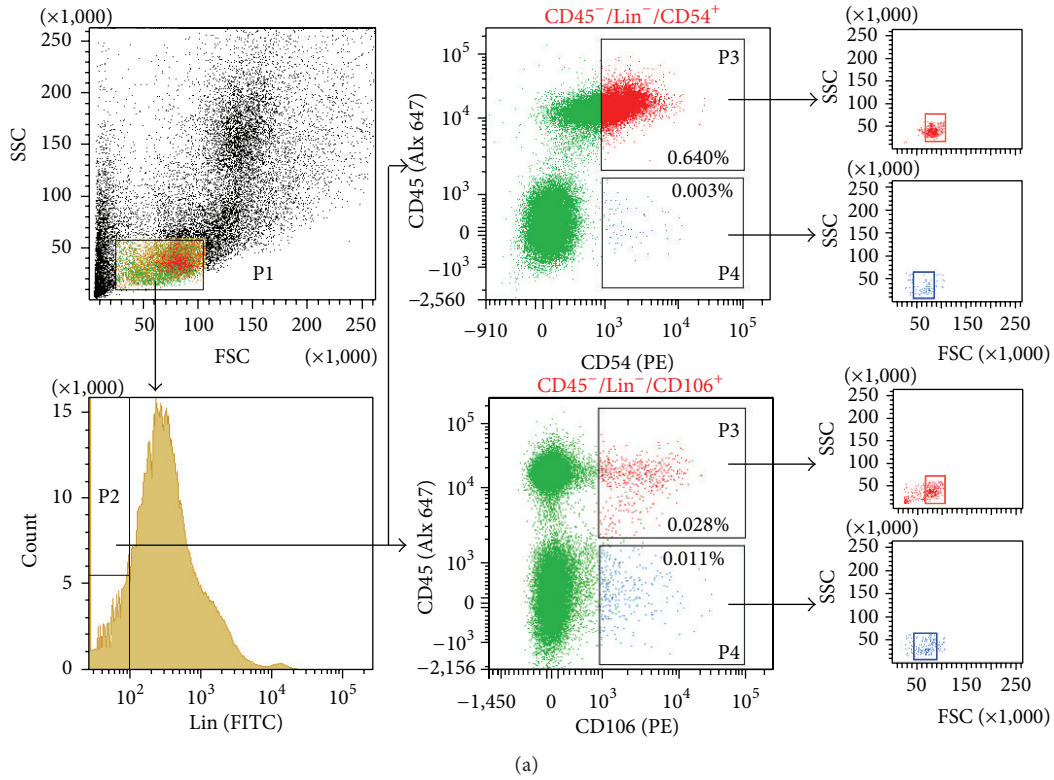 (×1,000)
SSC
250
200
150
100
50
P1
50 100 150 200 250
FSC (×1,000)
(×1,000)
Count
15
10
5
0
P2
10² 10³ 10⁴ 10⁵
Lin (FITC)
CD45⁻/Lin⁻/CD54⁺
CD45 (Alx 647)
10⁵
10⁴
10³
0
−10³
−2,560
P3
0.640%
0.003%
P4
−910 0 10³ 10⁴ 10⁵
CD54 (PE)
CD45⁻/Lin⁻/CD106⁺
CD45 (Alx 647)
10⁵
10⁴
10³
0
−10³
−2,156
P3
0.028%
0.011%
P4
−1,450 0 10³ 10⁴ 10⁵
CD106 (PE)
(×1,000)
SSC
250
200
150
100
50
50 150 250
(×1,000)
SSC
250
200
150
100
50
50 150 250
FSC (×1,000)
(×1,000)
SSC
250
200
150
100
50
50 150 250
(×1,000)
SSC
250
200
150
100
50
50 150 250
FSC (×1,000)
(a)